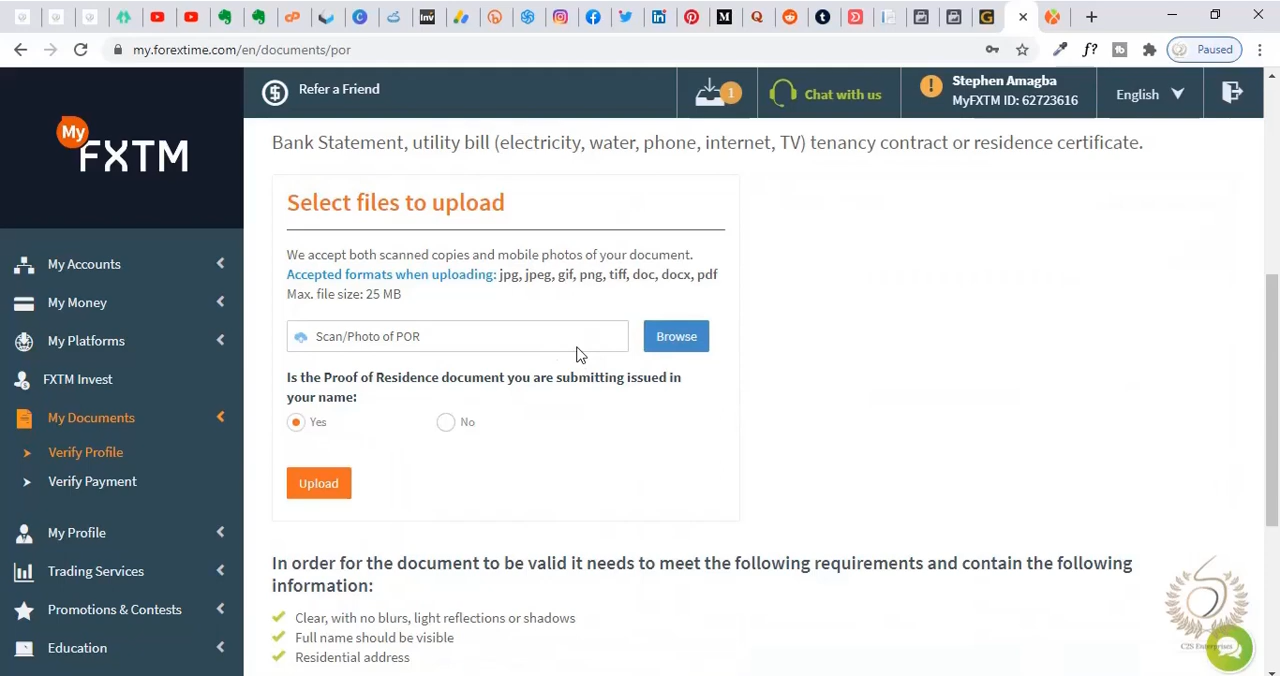 Paused
my.forextime.com/en/documents/por
Refer a Friend
1
Chat with us
Stephen Amagba
MyFXTM ID: 62723616
English
My
FXTM
Bank Statement, utility bill (electricity, water, phone, internet, TV) tenancy contract or residence certificate.
Select files to upload
We accept both scanned copies and mobile photos of your document.
Accepted formats when uploading: jpg, jpeg, gif, png, tiff, doc, docx, pdf
Max. file size: 25 MB
Scan/Photo of POR
Browse
Is the Proof of Residence document you are submitting issued in
your name:
Yes
No
Upload
My Accounts
My Money
My Platforms
FXTM Invest
My Documents
Verify Profile
Verify Payment
My Profile
Trading Services
Promotions & Contests
Education
In order for the document to be valid it needs to meet the following requirements and contain the following
information:
Clear, with no blurs, light reflections or shadows
Full name should be visible
Residential address
C2S Enterprises